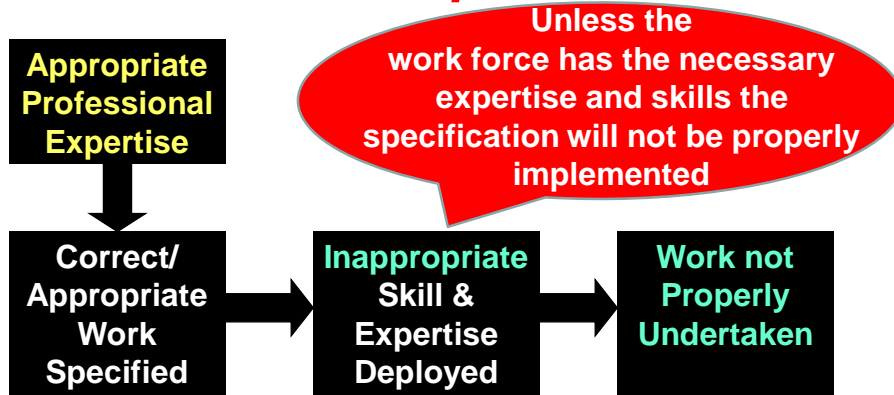 Unless the
work force has the necessary
expertise and skills the
specification will not be properly
implemented
Appropriate
Professional
Expertise
Correct/
Appropriate
Work
Specified
Inappropriate
Skill &
Expertise
Deployed
Work not
Properly
Undertaken